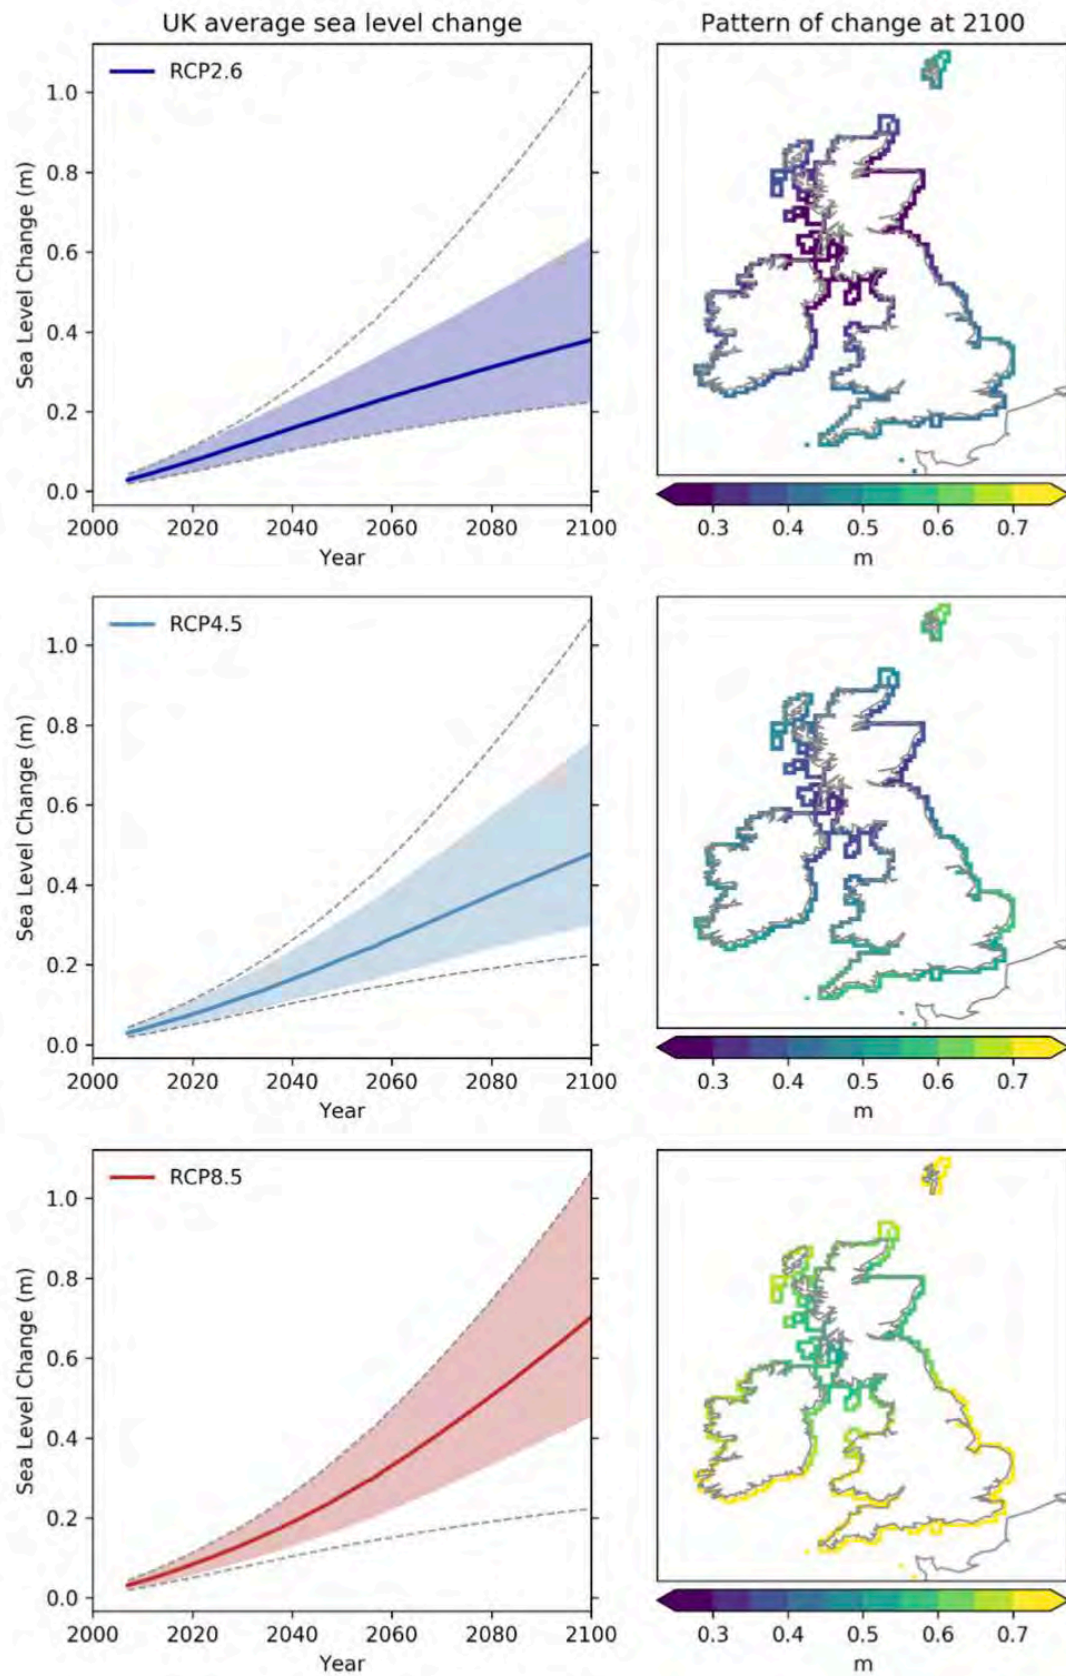 UK average sea level change
Pattern of change at 2100
RCP2.6
Sea Level Change (m)
1.0
0.8
0.6
0.4
0.2
0.0
2000 2020 2040 2060 2080 2100
Year
0.3 0.4 0.5 0.6 0.7
m
RCP4.5
Sea Level Change (m)
1.0
0.8
0.6
0.4
0.2
0.0
2000 2020 2040 2060 2080 2100
Year
0.3 0.4 0.5 0.6 0.7
m
RCP8.5
Sea Level Change (m)
1.0
0.8
0.6
0.4
0.2
0.0
2000 2020 2040 2060 2080 2100
Year
0.3 0.4 0.5 0.6 0.7
m